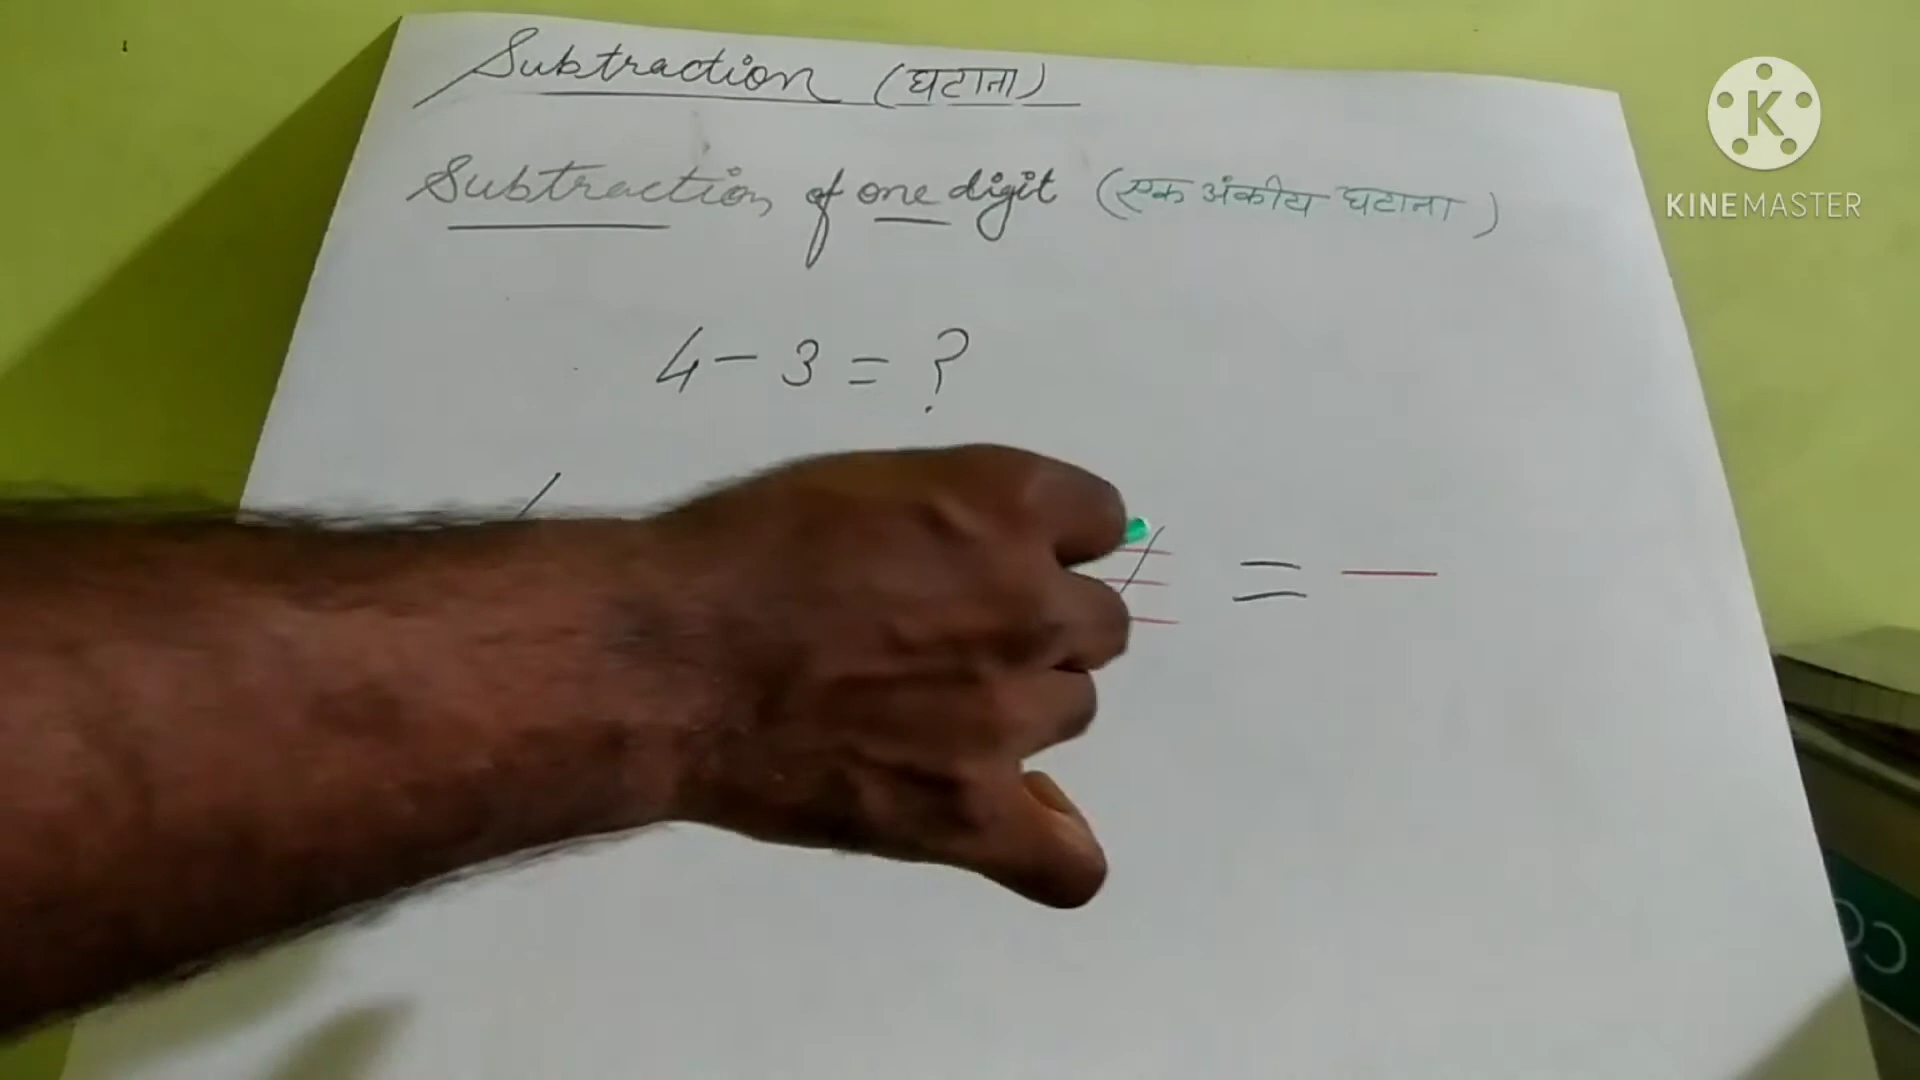 Subtraction (घटाना)
Subtraction of one digit (एक अंकीय घटाना)
4 - 3 = ?
=
K
KINEMASTER